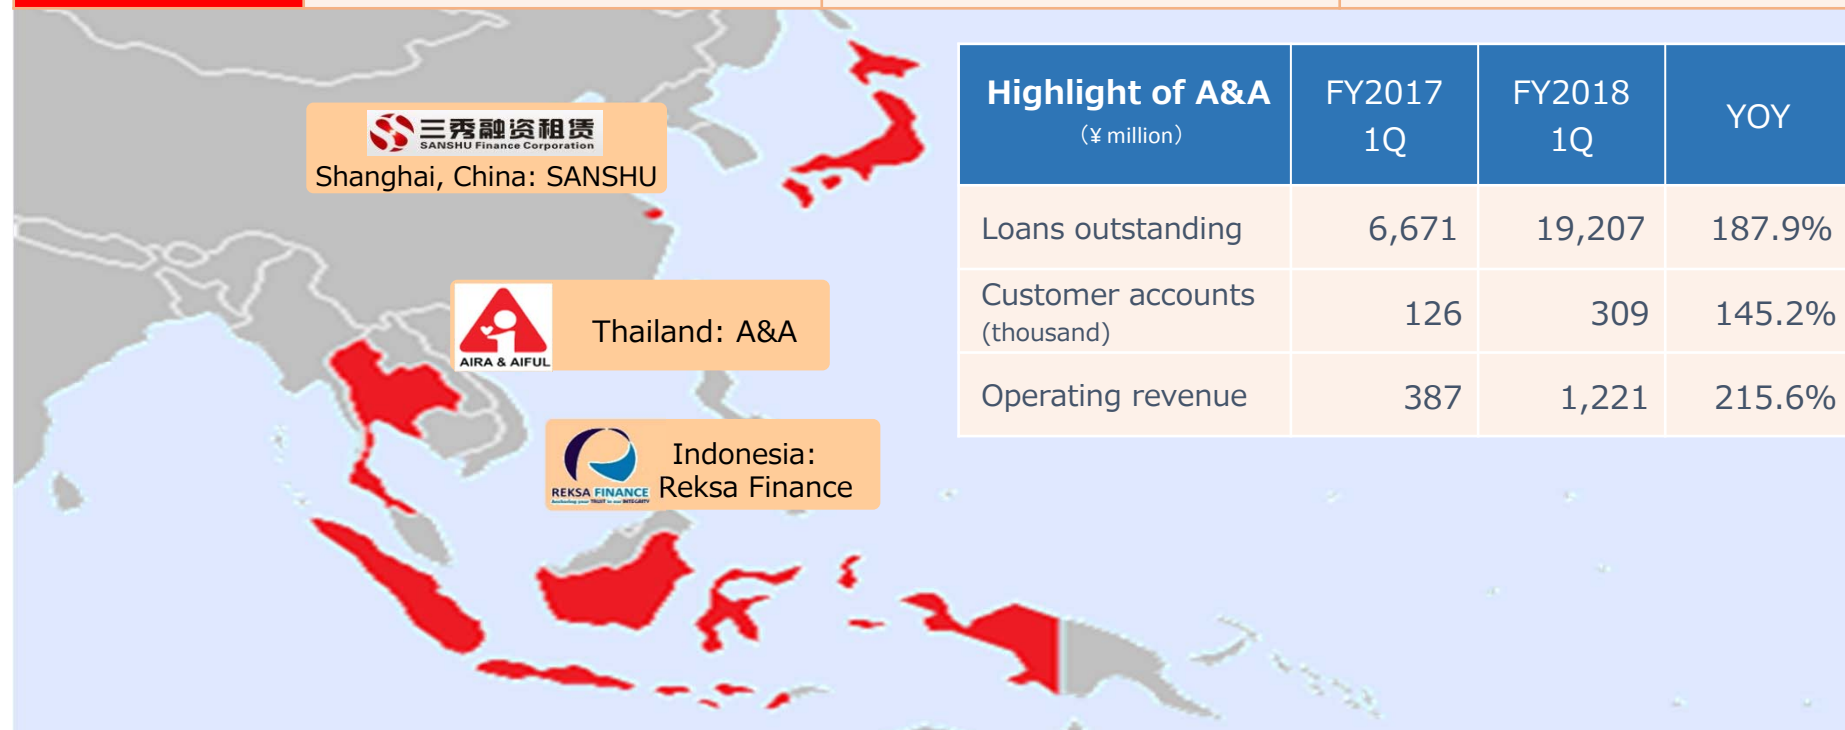 三秀融资租赁
SANSHU Finance Corporation
Shanghai, China: SANSHU
AIRA & AIFUL
Thailand: A&A
REKSA FINANCE
Indonesia:
Reksa Finance
Highlight of A&A FY2017 FY2018 YOY
(¥ million) 1Q 1Q
Loans outstanding 6,671 19,207 187.9%
Customer accounts 126 309 145.2%
(thousand)
Operating revenue 387 1,221 215.6%